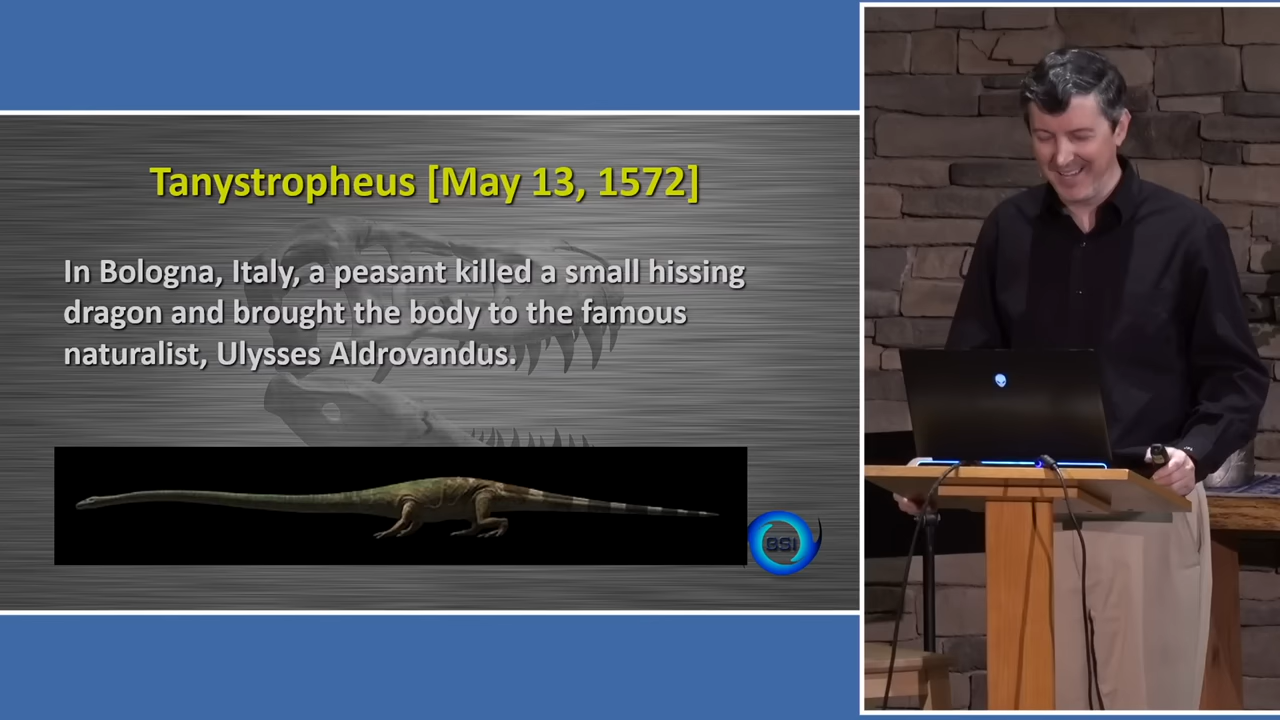 Tanystropheus [May 13, 1572]
In Bologna, Italy, a peasant killed a small hissing
dragon and brought the body to the famous
naturalist, Ulysses Aldrovandus.
BSI